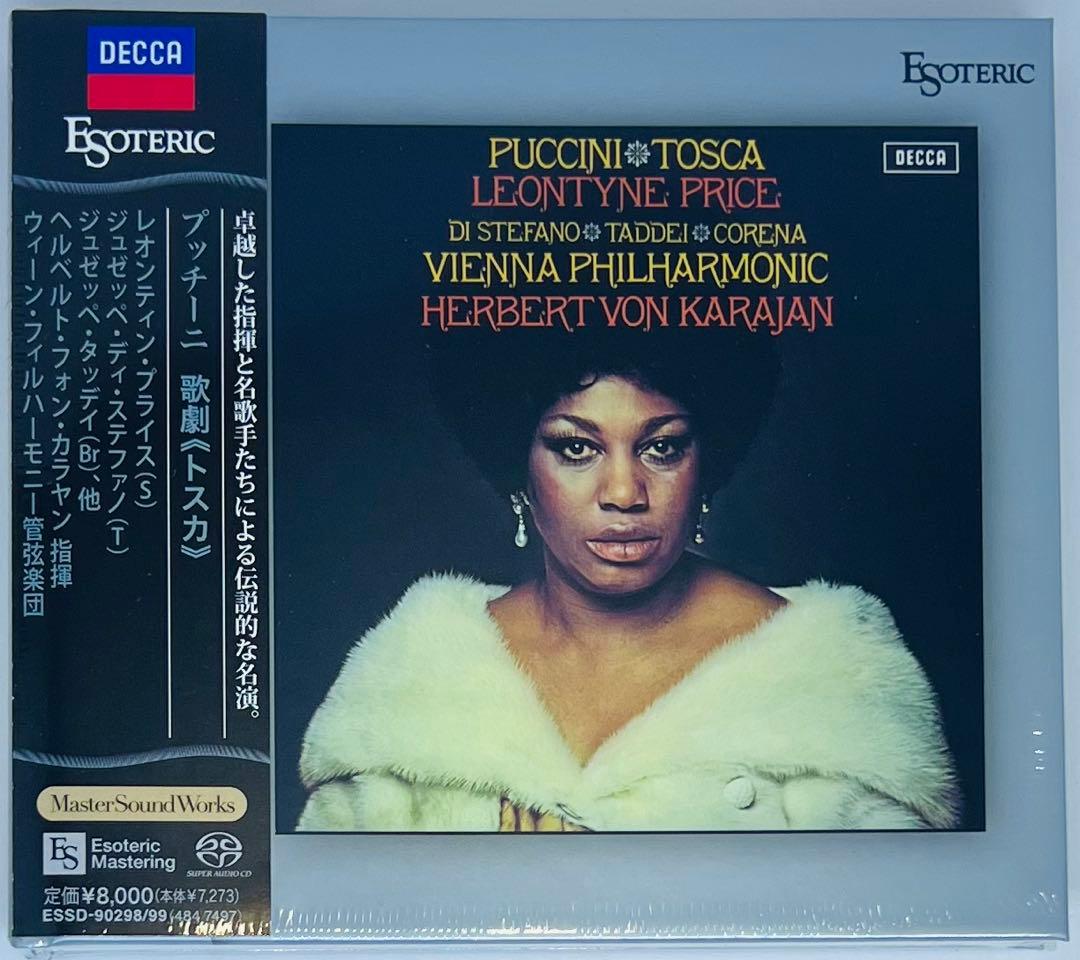 DECCA
ESOTERIC
卓越した指揮と名歌手たちによる伝説的な名演。
プッチーニ 歌劇《トスカ》
レオンティン・プライス(S)
ジュゼッペ・ディ・ステファノ(T)
ジュゼッペ・タッデイ(Br)、他
ヘルベルト・フォン・カラヤン 指揮
ウィーン・フィルハーモニー管弦楽団
MasterSoundWorks
ES
Esoteric
Mastering
SUPER AUDIO CD
定価¥8,000(本体¥7,273)
ESSD-90298/99(484 7497)
ESOTERIC
PUCCINI TOSCA
DECCA
LEONTYNE PRICE
DI STEFANO TADDEI CORENA
VIENNA PHILHARMONIC
HERBERT VON KARAJAN